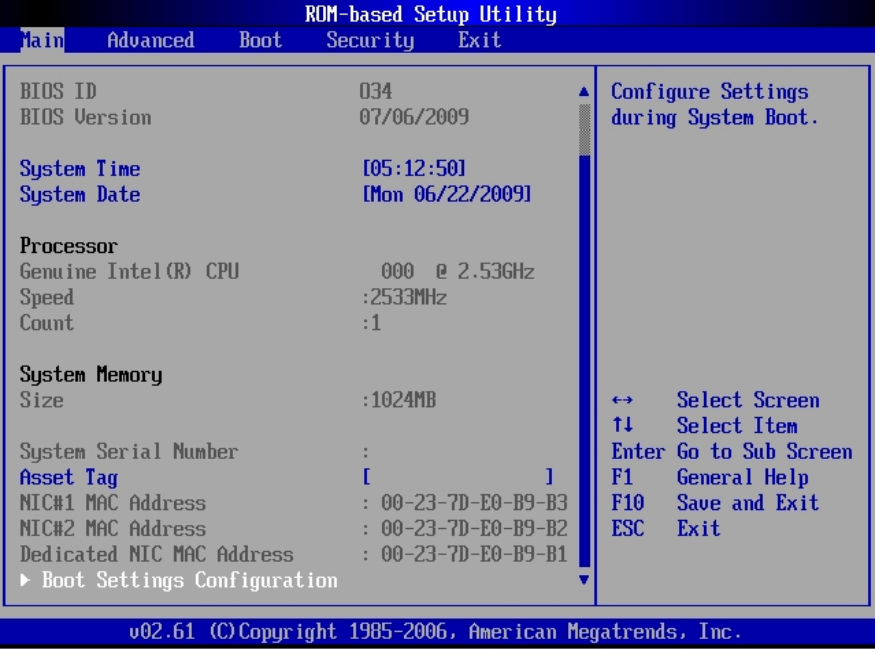 ROM-based Setup Utility
Main Advanced Boot Security Exit
BIOS ID 034
BIOS Version 07/06/2009
System Time [05:12:50]
System Date [Mon 06/22/2009]
Processor
Genuine Intel(R) CPU 000 @ 2.53GHz
Speed :2533MHz
Count :1
System Memory
Size :1024MB
System Serial Number :
Asset Tag [ ]
NIC#1 MAC Address : 00-23-7D-E0-B9-B3
NIC#2 MAC Address : 00-23-7D-E0-B9-B2
Dedicated NIC MAC Address : 00-23-7D-E0-B9-B1
▶ Boot Settings Configuration
Configure Settings
during System Boot.
↔ Select Screen
↑↓ Select Item
Enter Go to Sub Screen
F1 General Help
F10 Save and Exit
ESC Exit
v02.61 (C)Copyright 1985-2006, American Megatrends, Inc.